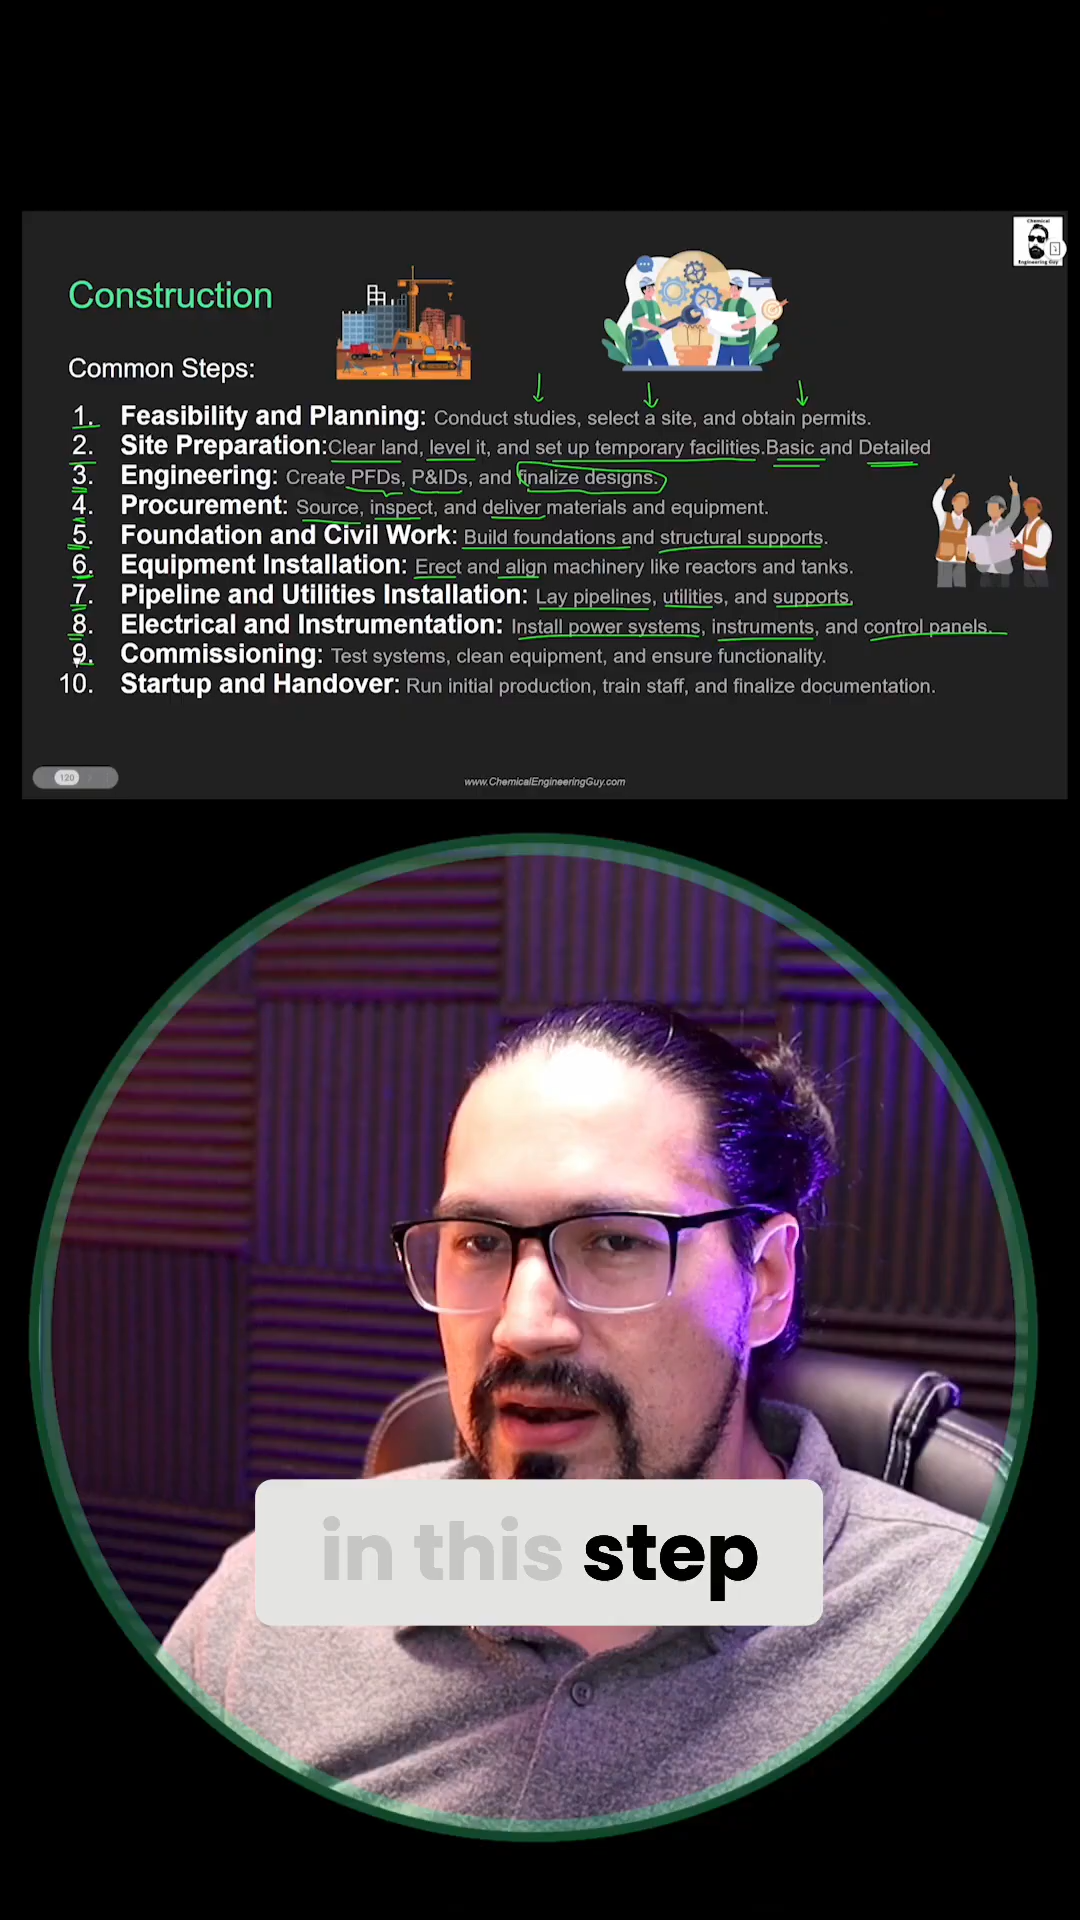 Chemical
Engineering Guy
Construction
Common Steps:
1. Feasibility and Planning: Conduct studies, select a site, and obtain permits.
2. Site Preparation:Clear land, level it, and set up temporary facilities.Basic and Detailed
3. Engineering: Create PFDs, P&IDs, and finalize designs.
4. Procurement: Source, inspect, and deliver materials and equipment.
5. Foundation and Civil Work: Build foundations and structural supports.
6. Equipment Installation: Erect and align machinery like reactors and tanks.
7. Pipeline and Utilities Installation: Lay pipelines, utilities, and supports.
8. Electrical and Instrumentation: Install power systems, instruments, and control panels.
9. Commissioning: Test systems, clean equipment, and ensure functionality.
10. Startup and Handover: Run initial production, train staff, and finalize documentation.
120
www.ChemicalEngineeringGuy.com
in this step